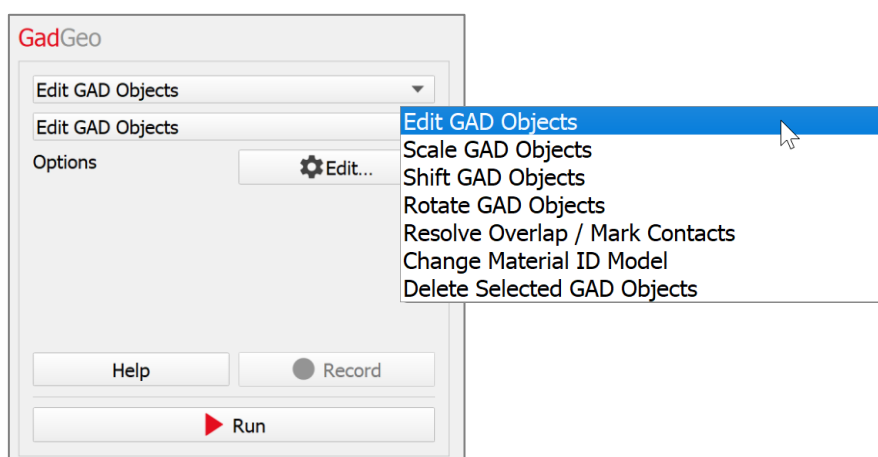 GadGeo
Edit GAD Objects
Edit GAD Objects
Options
Edit...
Edit GAD Objects
Scale GAD Objects
Shift GAD Objects
Rotate GAD Objects
Resolve Overlap / Mark Contacts
Change Material ID Model
Delete Selected GAD Objects
Help
Record
Run